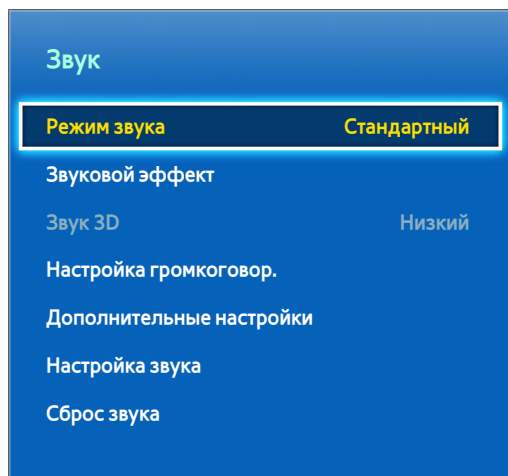 Звук
Режим звука Стандартный
Звуковой эффект
Звук 3D Низкий
Настройка громкоговор.
Дополнительные настройки
Настройка звука
Сброс звука